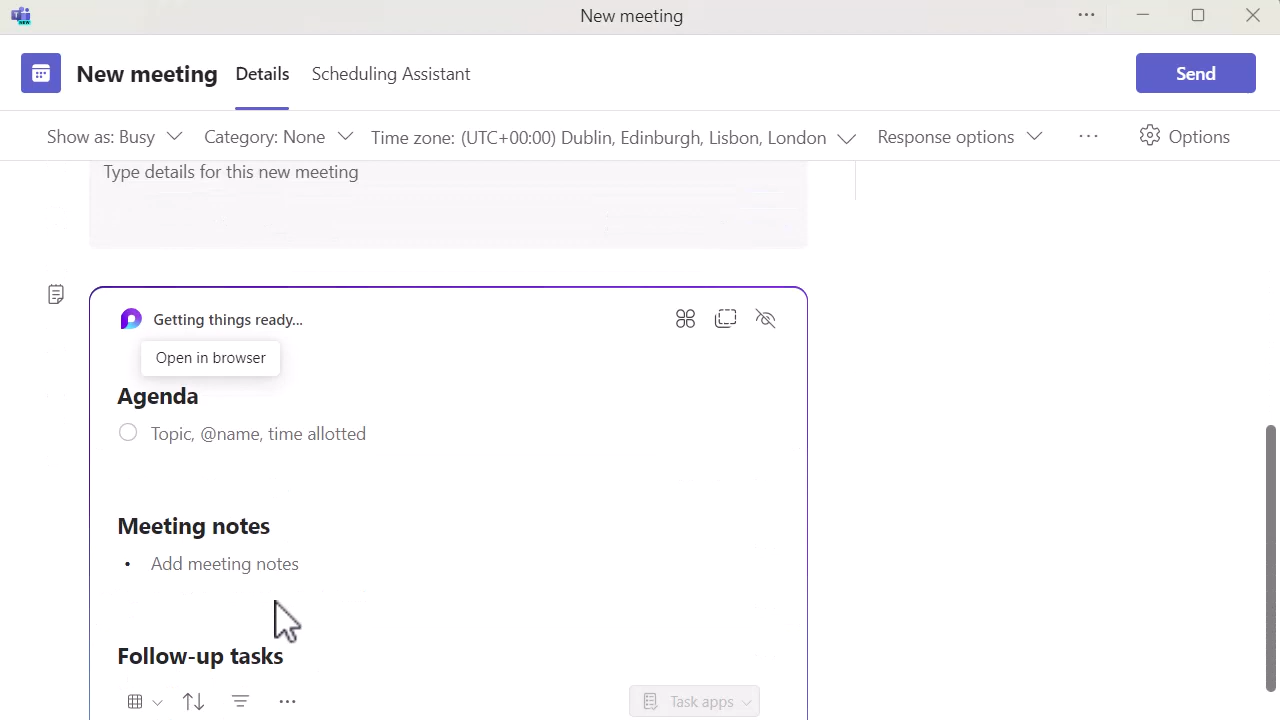 New meeting
New meeting Details Scheduling Assistant Send
Show as: Busy Category: None Time zone: (UTC+00:00) Dublin, Edinburgh, Lisbon, London Response options Options
Type details for this new meeting
Getting things ready...
Open in browser
Agenda
Topic, @name, time allotted
Meeting notes
• Add meeting notes
Follow-up tasks
Task apps